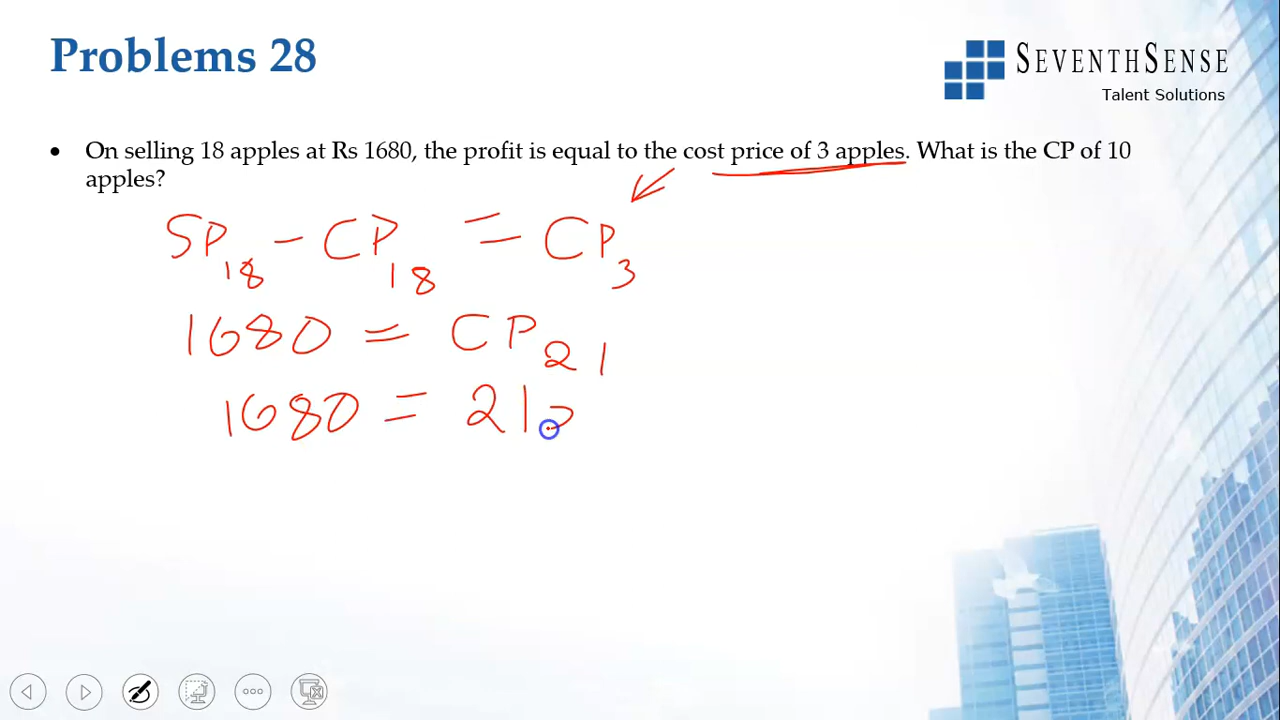 Problems 28
SEVENTHSENSE
Talent Solutions
• On selling 18 apples at Rs 1680, the profit is equal to the cost price of 3 apples. What is the CP of 10
apples?
SP18 - CP18 = CP3
1680 = CP21
1680 = 21